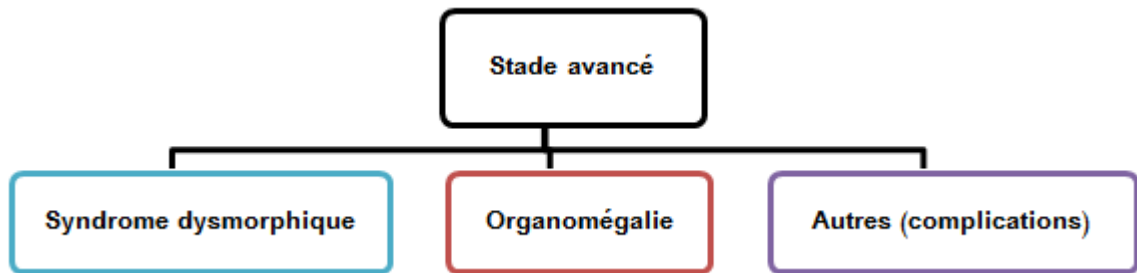 Stade avancé
Syndrome dysmorphique
Organomégalie
Autres (complications)